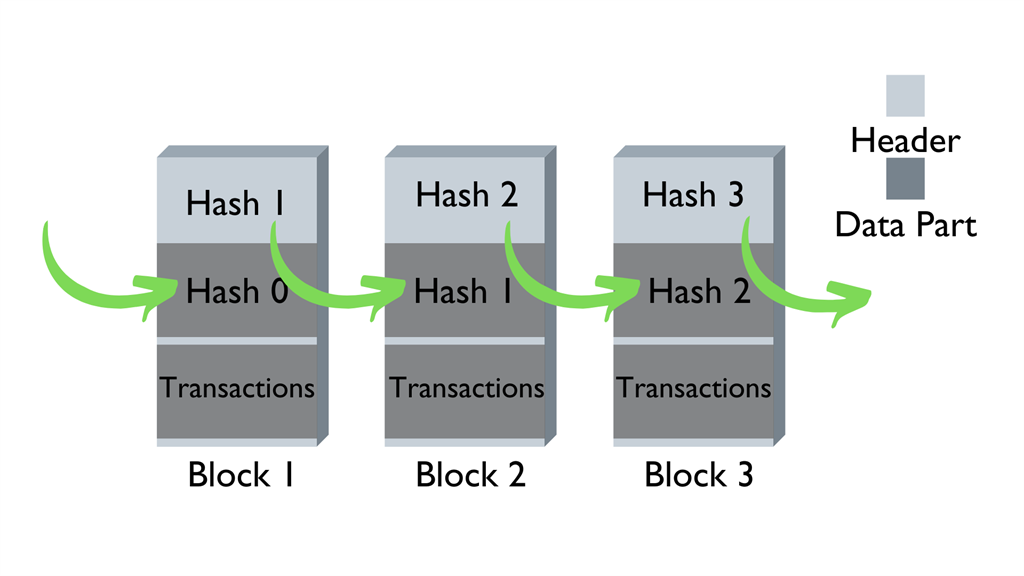 Header
Data Part
Hash 1
Hash 2
Hash 3
Hash 0
Hash 1
Hash 2
Transactions
Transactions
Transactions
Block 1
Block 2
Block 3